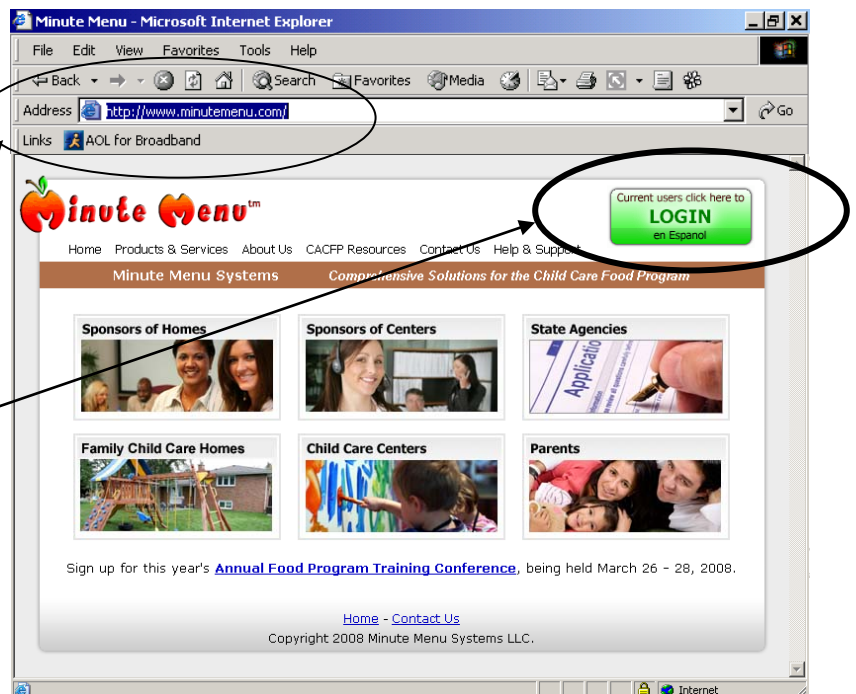 Minute Menu - Microsoft Internet Explorer
File Edit View Favorites Tools Help
Back Search Favorites Media
Address http://www.minutemenu.com/ Go
Links AOL for Broadband
Minute Menu tm
Current users click here to
LOGIN
en Espanol
Home Products & Services About Us CACFP Resources Contact Us Help & Support
Minute Menu Systems Comprehensive Solutions for the Child Care Food Program
Sponsors of Homes Sponsors of Centers State Agencies
Application
Family Child Care Homes Child Care Centers Parents
Sign up for this year's Annual Food Program Training Conference, being held March 26 - 28, 2008.
Home - Contact Us
Copyright 2008 Minute Menu Systems LLC.
Internet